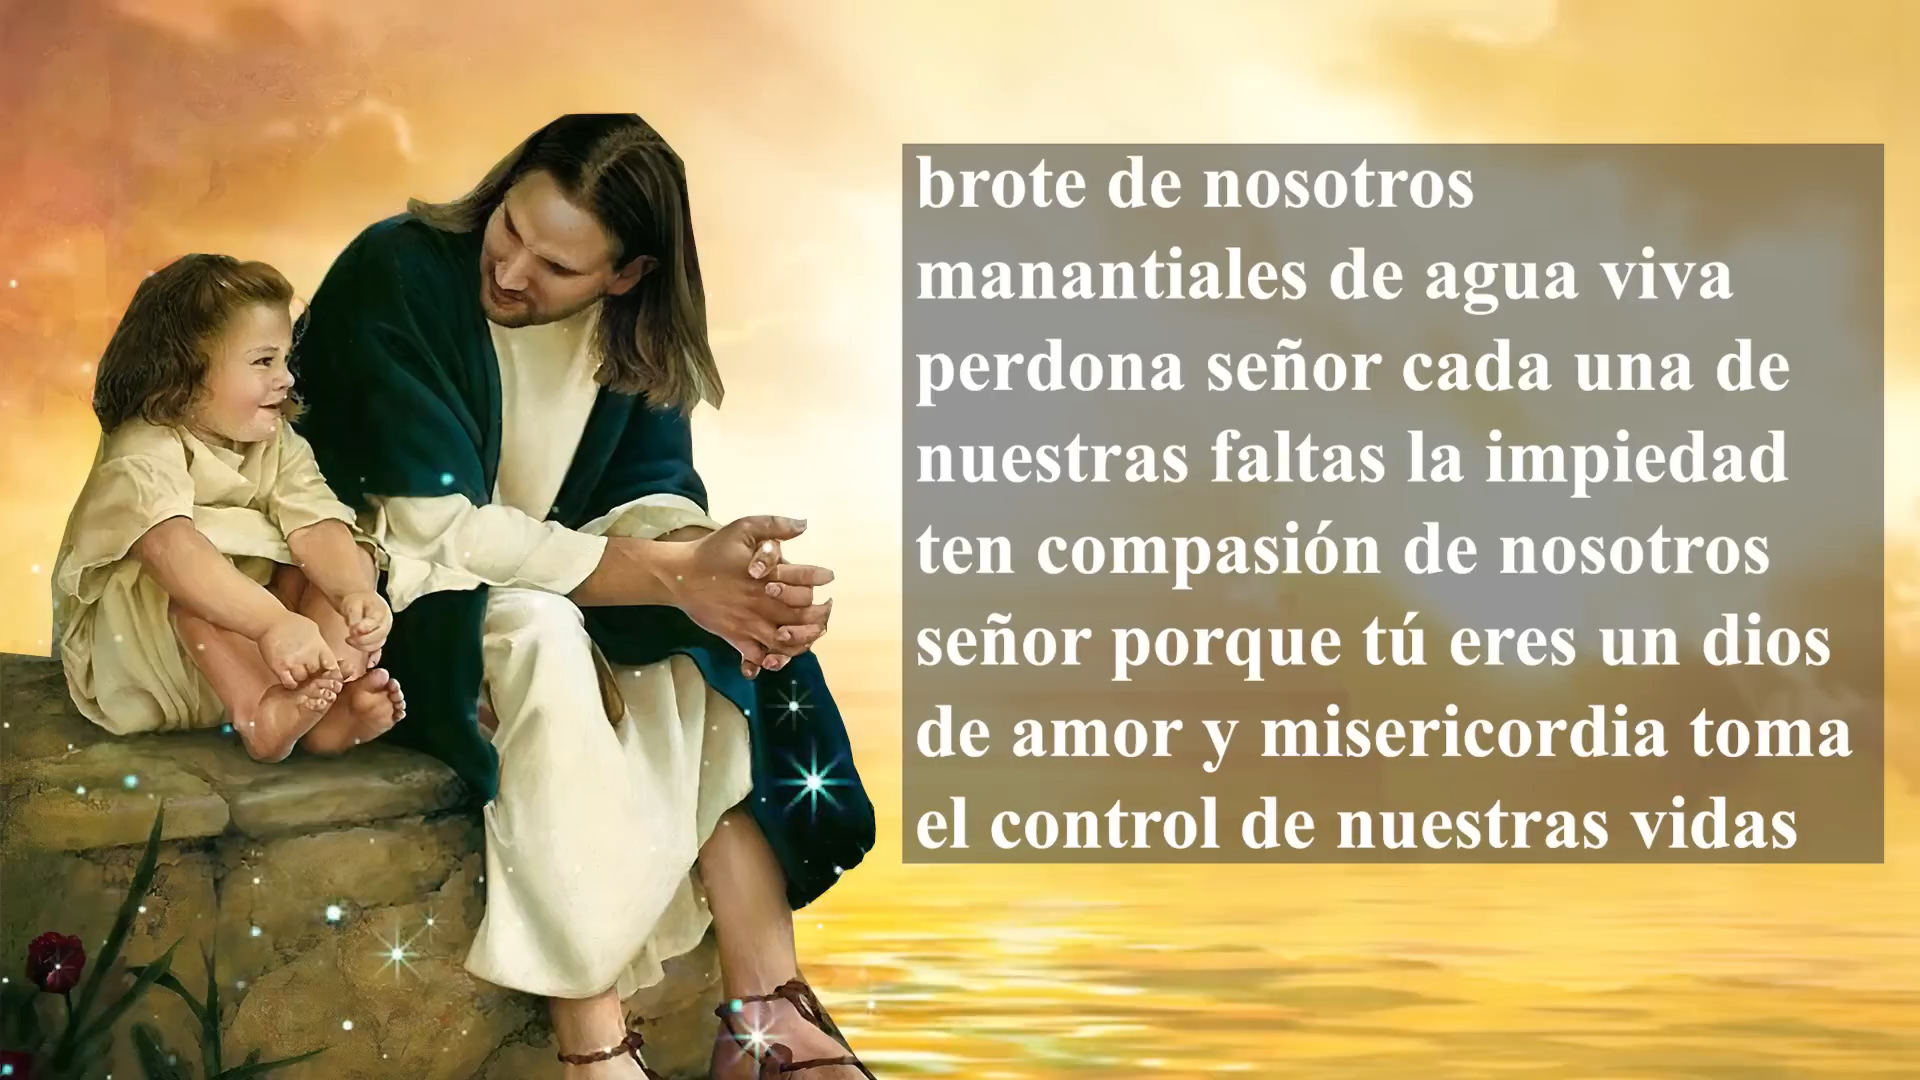 brote de nosotros
manantiales de agua viva
perdona señor cada una de
nuestras faltas la impiedad
ten compasión de nosotros
señor porque tú eres un dios
de amor y misericordia toma
el control de nuestras vidas